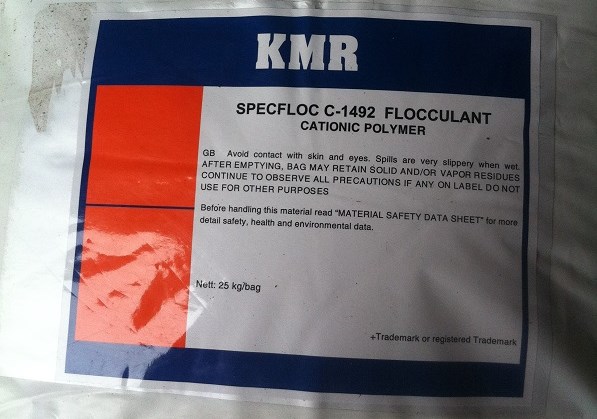 KMR
SPECFLOC C-1492 FLOCCULANT
CATIONIC POLYMER
GB Avoid contact with skin and eyes. Spills are very slippery when wet.
AFTER EMPTYING, BAG MAY RETAIN SOLID AND/OR VAPOR RESIDUES
CONTINUE TO OBSERVE ALL PRECAUTIONS IF ANY ON LABEL DO NOT
USE FOR OTHER PURPOSES
Before handling this material read "MATERIAL SAFETY DATA SHEET" for more
detail safety, health and environmental data.
Nett: 25 kg/bag
+Trademark or registered Trademark